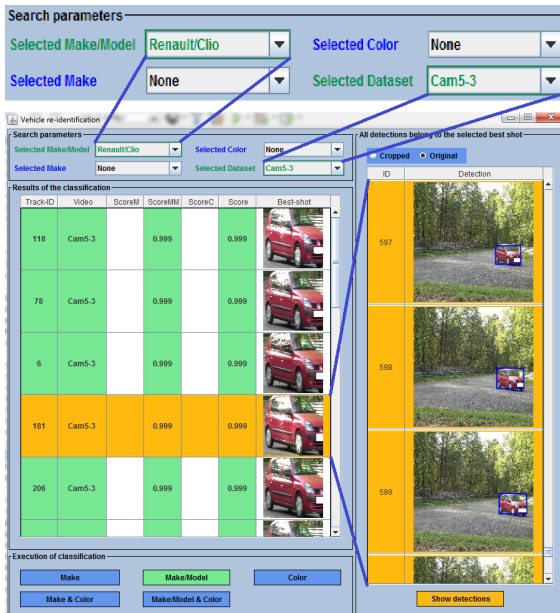 Search parameters
Selected Make/Model Renault/Clio Selected Color None
Selected Make None Selected Dataset Cam5-3
Vehicle re-identification
Search parameters
Selected Make/Model Renault/Clio Selected Color None
Selected Make None Selected Dataset Cam5-3
All detections belong to the selected best shot
Cropped Original
ID Detection
597
598
599
Show detections
Results of the classification
Track-ID Video ScoreM ScoreMM ScoreC Score Best-shot
118 Cam5-3 0.999 0.999
78 Cam5-3 0.999 0.999
6 Cam5-3 0.999 0.999
181 Cam5-3 0.999 0.999
206 Cam5-3 0.999 0.999
Execution of classification
Make Make/Model Color
Make & Color Make/Model & Color